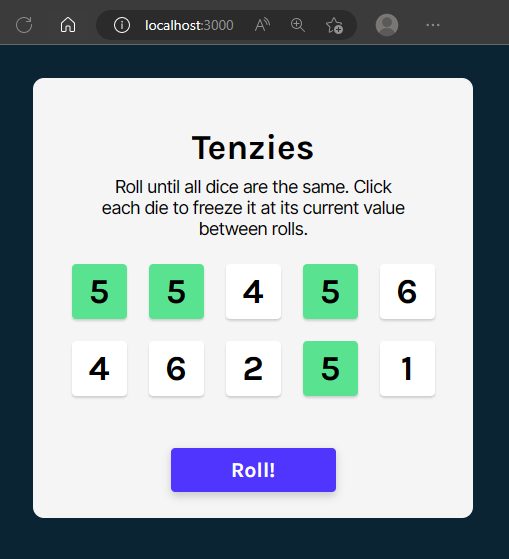 localhost:3000
Tenzies
Roll until all dice are the same. Click
each die to freeze it at its current value
between rolls.
5 5 4 5 6
4 6 2 5 1
Roll!